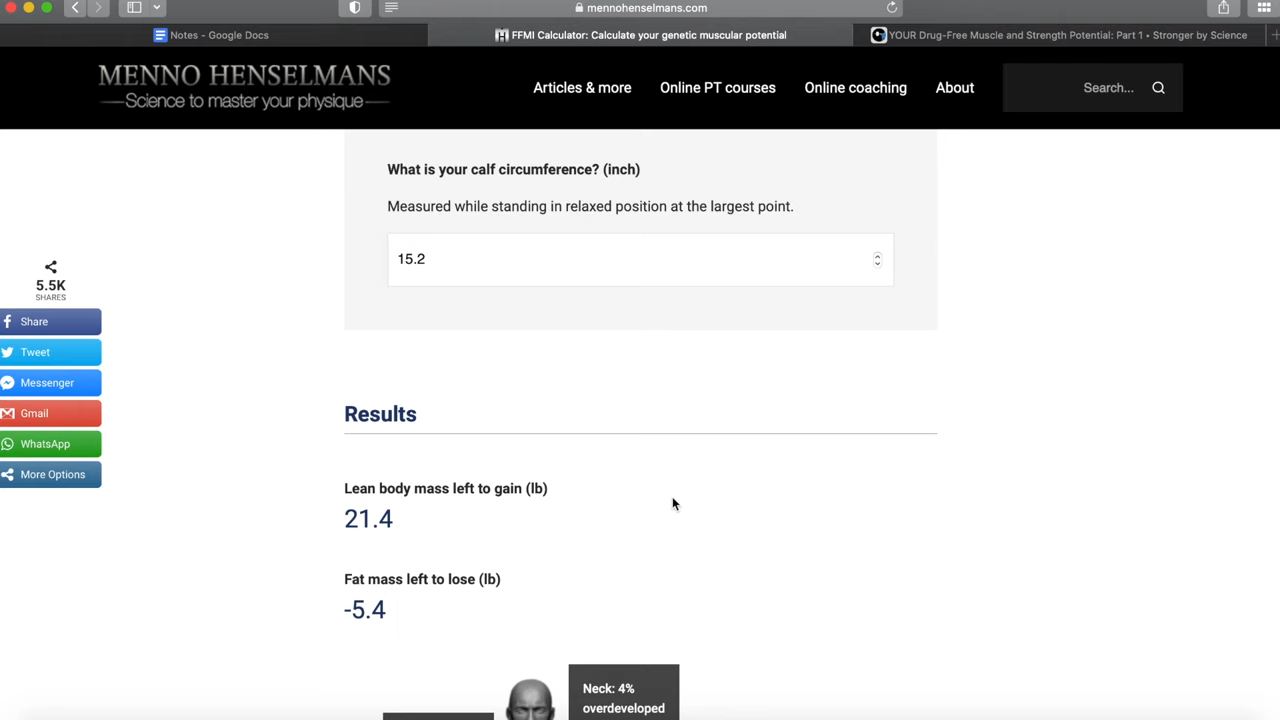 mennohenselmans.com
Notes - Google Docs
FFMI Calculator: Calculate your genetic muscular potential
YOUR Drug-Free Muscle and Strength Potential: Part 1 • Stronger by Science
MENNO HENSELMANS
Science to master your physique
Articles & more
Online PT courses
Online coaching
About
Search...
What is your calf circumference? (inch)
Measured while standing in relaxed position at the largest point.
15.2
5.5K
SHARES
Share
Tweet
Messenger
Gmail
WhatsApp
More Options
Results
Lean body mass left to gain (lb)
21.4
Fat mass left to lose (lb)
-5.4
Neck: 4%
overdeveloped